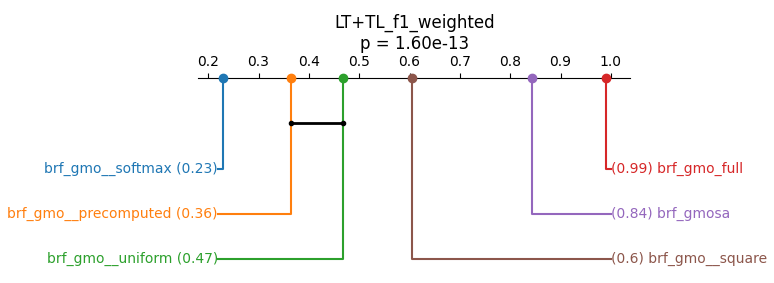 LT+TL_f1_weighted
p = 1.60e-13
0.2 0.3 0.4 0.5 0.6 0.7 0.8 0.9 1.0
brf_gmo__softmax (0.23) (0.99) brf_gmo_full
brf_gmo__precomputed (0.36) (0.84) brf_gmosa
brf_gmo__uniform (0.47) (0.6) brf_gmo__square